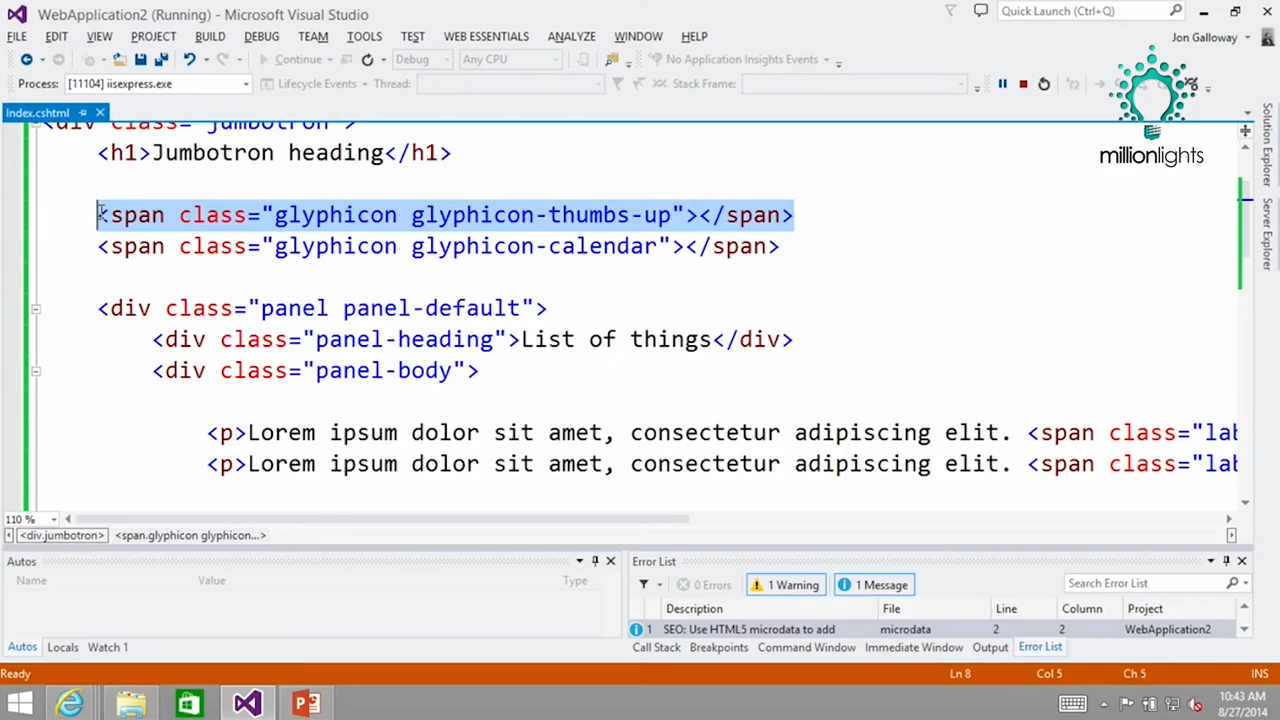 WebApplication2 (Running) - Microsoft Visual Studio
Quick Launch (Ctrl+Q)
FILE EDIT VIEW PROJECT BUILD DEBUG TEAM TOOLS TEST WEB ESSENTIALS ANALYZE WINDOW HELP
Jon Galloway
Continue Debug Any CPU No Application Insights Events
Process: [11104] iisexpress.exe Lifecycle Events Thread: Stack Frame:
Index.cshtml
millionlights
<div class="jumbotron">
<h1>Jumbotron heading</h1>
<span class="glyphicon glyphicon-thumbs-up"></span>
<span class="glyphicon glyphicon-calendar"></span>
<div class="panel panel-default">
<div class="panel-heading">List of things</div>
<div class="panel-body">
<p>Lorem ipsum dolor sit amet, consectetur adipiscing elit. <span class="lab
<p>Lorem ipsum dolor sit amet, consectetur adipiscing elit. <span class="lab
Solution Explorer
Server Explorer
110 %
<div.jumbotron> <span.glyphicon glyphicon...>
Autos
Name Value Type
Error List
0 Errors 1 Warning 1 Message Search Error List
Description File Line Column Project
1 SEO: Use HTML5 microdata to add microdata 2 2 WebApplication2
Autos Locals Watch 1
Call Stack Breakpoints Command Window Immediate Window Output Error List
Ready Ln 8 Col 5 Ch 5 INS
10:43 AM
8/27/2014